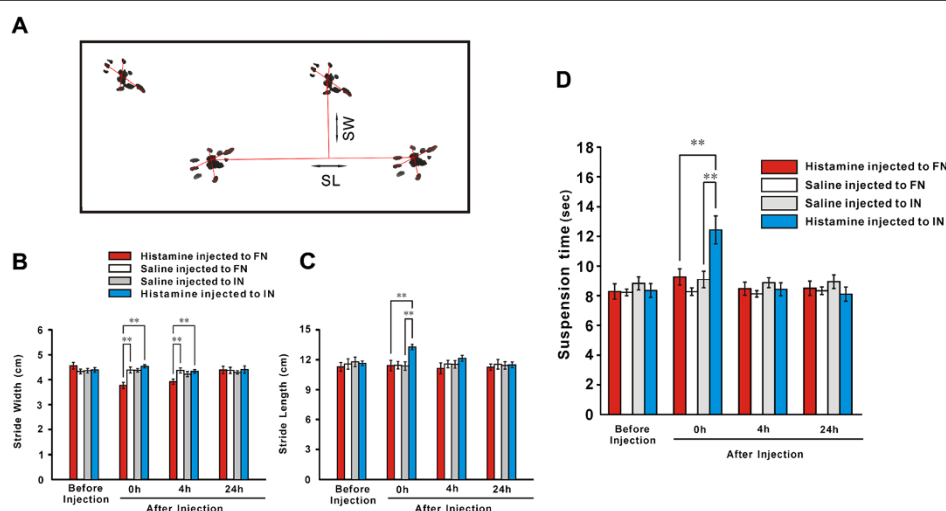 A
SW
SL
B
Histamine injected to FN
Saline injected to FN
Saline injected to IN
Histamine injected to IN
**
**
**
**
Stride Width (cm)
6
5
4
3
2
1
0
Before
Injection
0h
4h
24h
After Injection
C
**
**
Stride Length (cm)
15
12
9
6
3
0
Before
Injection
0h
4h
24h
After Injection
D
**
**
Histamine injected to FN
Saline injected to FN
Saline injected to IN
Histamine injected to IN
Suspension time (sec)
18
16
14
12
10
8
6
4
2
0
Before
Injection
0h
4h
24h
After Injection